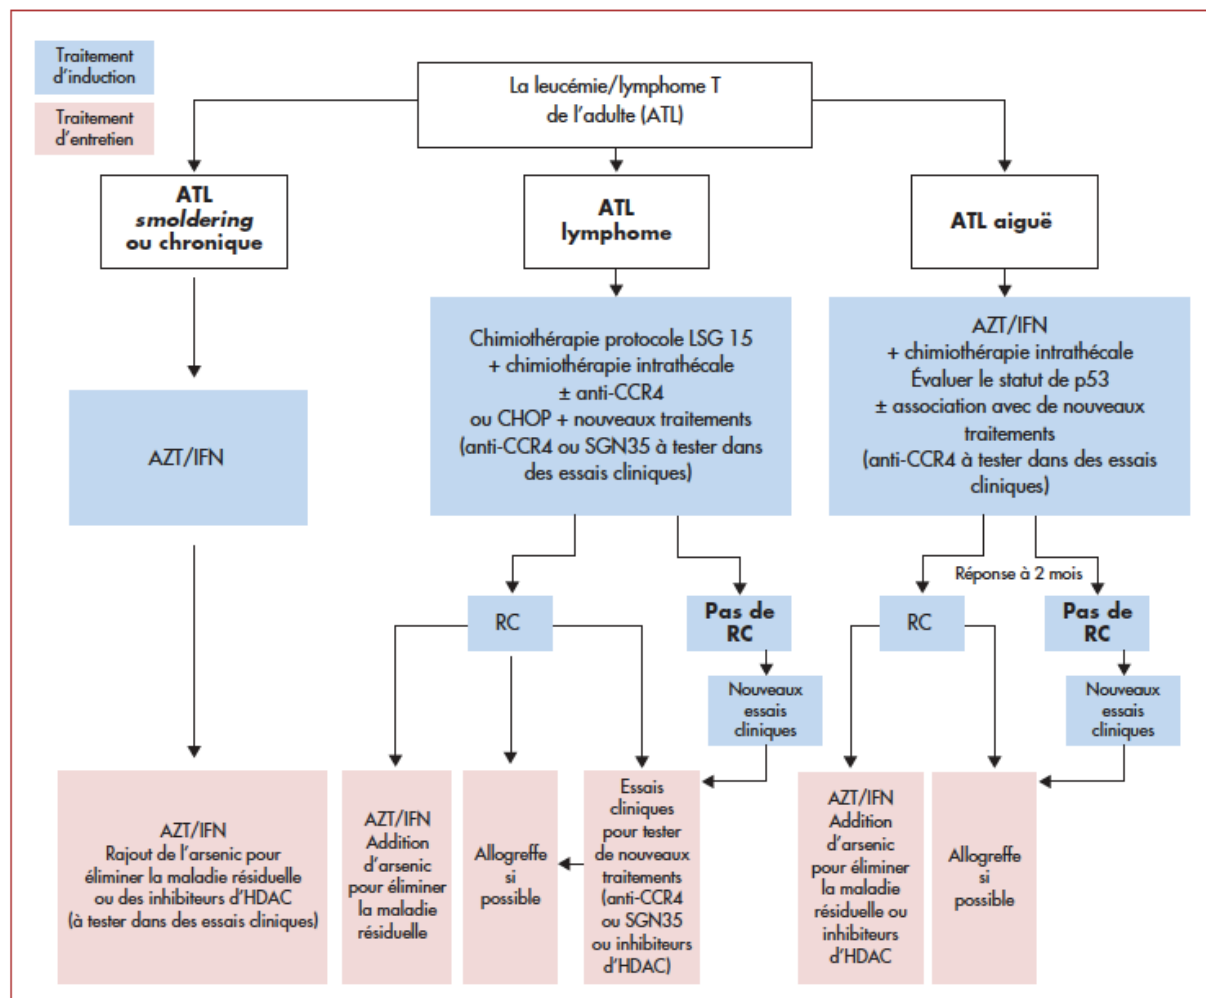 Traitement
d'induction
Traitement
d'entretien
La leucémie/lymphome T
de l'adulte (ATL)
ATL
smoldering
ou chronique
ATL
lymphome
ATL aiguë
AZT/IFN
Chimiothérapie protocole LSG 15
+ chimiothérapie intrathécale
± anti-CCR4
ou CHOP + nouveaux traitements
(anti-CCR4 ou SGN35 à tester dans
des essais cliniques)
AZT/IFN
+ chimiothérapie intrathécale
Évaluer le statut de p53
± association avec de nouveaux
traitements
(anti-CCR4 à tester dans des essais
cliniques)
Réponse à 2 mois
RC
Pas de
RC
RC
Pas de
RC
Nouveaux
essais
cliniques
Nouveaux
essais
cliniques
AZT/IFN
Rajout de l'arsenic pour
éliminer la maladie résiduelle
ou des inhibiteurs d'HDAC
(à tester dans des essais cliniques)
AZT/IFN
Addition
d'arsenic
pour éliminer
la maladie
résiduelle
Allogreffe
si
possible
Essais
cliniques
pour tester
de nouveaux
traitements
(anti-CCR4
ou SGN35
ou inhibiteurs
d'HDAC)
AZT/IFN
Addition
d'arsenic
pour éliminer
la maladie
résiduelle ou
inhibiteurs
d'HDAC
Allogreffe
si
possible